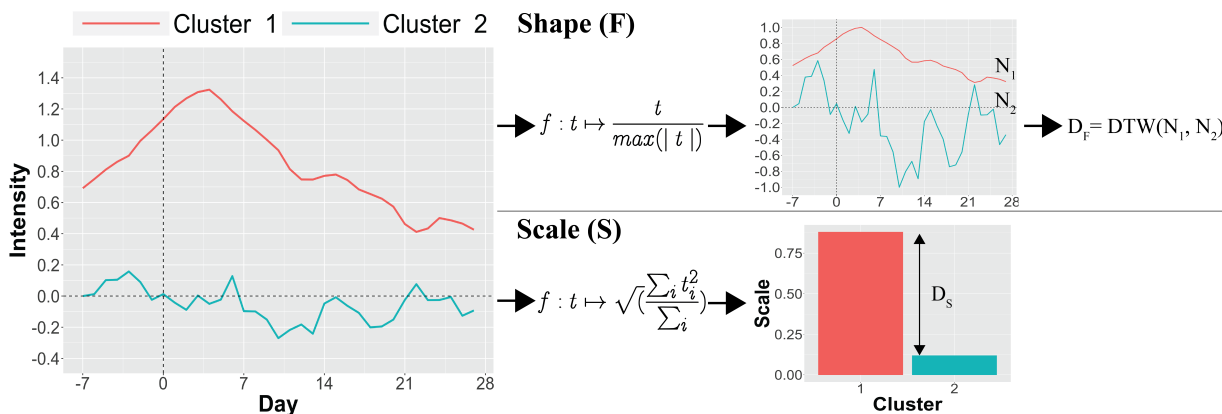 Cluster 1 Cluster 2
Intensity
1.4
1.2
1.0
0.8
0.6
0.4
0.2
0.0
-0.2
-0.4
-7 0 7 14 21 28
Day
Shape (F)
f : t ↦ t / max(| t |)
1.0
0.8
0.6
0.4
0.2
0.0
-0.2
-0.4
-0.6
-0.8
-1.0
-7 0 7 14 21 28
N₁
N₂
D_F= DTW(N₁, N₂)
Scale (S)
f : t ↦ √(∑ᵢ tᵢ² / ∑ᵢ)
Scale
0.75
0.50
0.25
0.00
D_S
1 2
Cluster